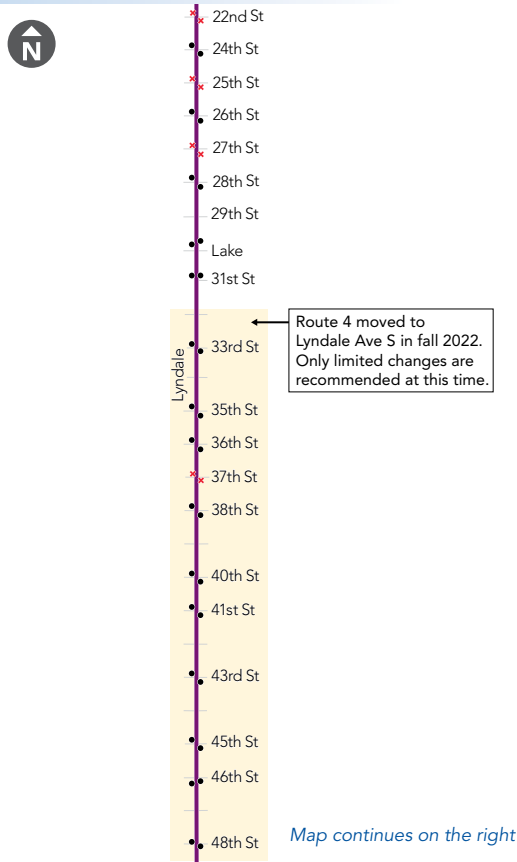 N
22nd St
24th St
25th St
26th St
27th St
28th St
29th St
Lake
31st St
Route 4 moved to
Lyndale Ave S in fall 2022.
Only limited changes are
recommended at this time.
Lyndale
33rd St
35th St
36th St
37th St
38th St
40th St
41st St
43rd St
45th St
46th St
48th St
Map continues on the right